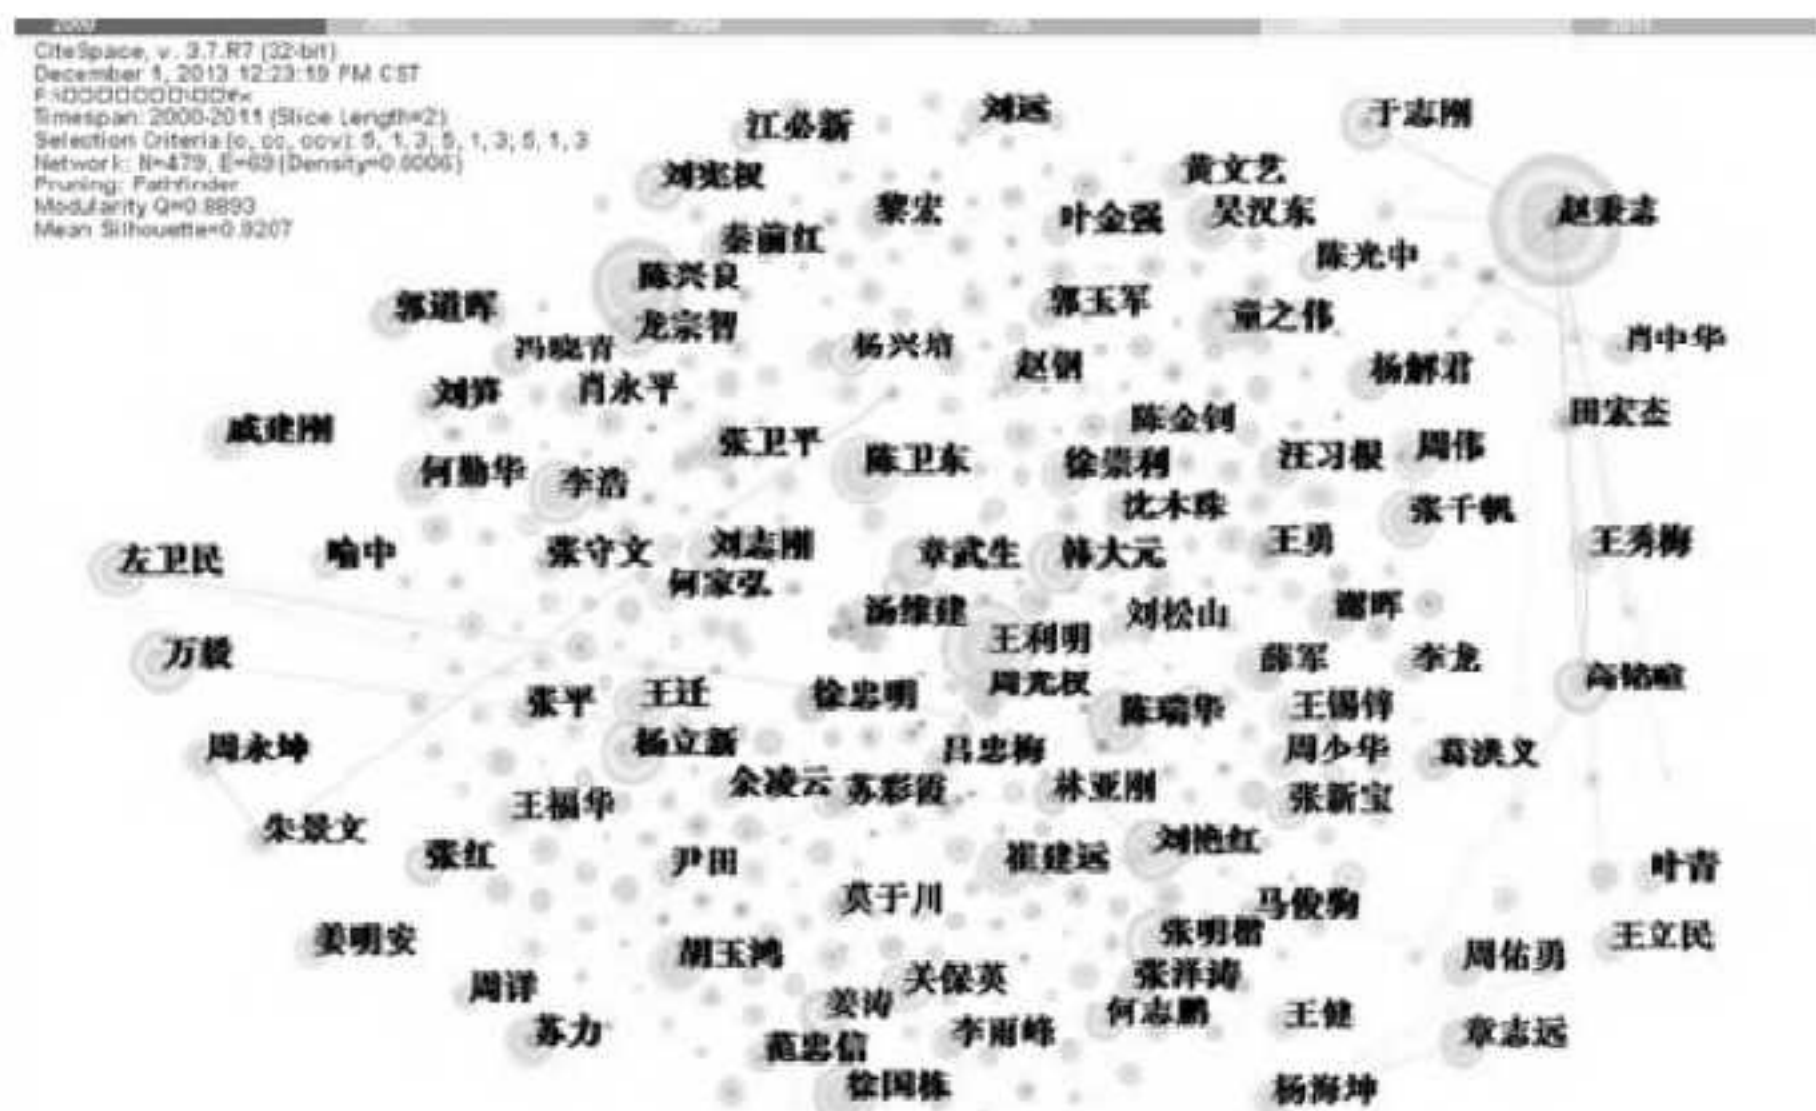 CiteSpace, v. 3.7.R7 (32-bit)
December 1, 2013 12:23:19 PM CST
Timespan: 2000-2011 (Slice Length=2)
Selection Criteria (c, cc, ccv): 5, 1, 3; 5, 1, 3; 5, 1, 3
Network: N=479, E=69 (Density=0.0006)
Pruning: Pathfinder
Modularity Q=0.8893
Mean Silhouette=0.9207
刘远
于志刚
江必新
刘宪权
黄文艺
黎宏
叶金强
吴汉东
赵秉志
秦前红
陈光中
陈兴良
郭道晖
郭玉军
童之伟
龙宗智
肖中华
冯晓青
杨兴培
赵钢
杨解君
刘笋
肖永平
田宏杰
陈金钊
戚建刚
张卫平
周伟
陈卫东
徐崇利
汪习根
何勤华
李浩
沈木珠
张千帆
左卫民
喻中
张守文
刘志刚
章武生
韩大元
王勇
王秀梅
何家弘
汤维建
刘松山
谢晖
王利明
万毅
薛军
李龙
高铭暄
周光权
张平
王迁
徐忠明
陈瑞华
王锡锌
周永坤
杨立新
吕忠梅
周少华
葛洪义
余凌云
苏彩霞
林亚刚
张新宝
王福华
朱景文
张红
尹田
崔建远
刘艳红
叶青
莫于川
马俊驹
姜明安
张明楷
王立民
胡玉鸿
周佑勇
周洋
关保英
张泽涛
姜涛
何志鹏
王健
苏力
李雨峰
章志远
范忠信
徐国栋
杨海坤